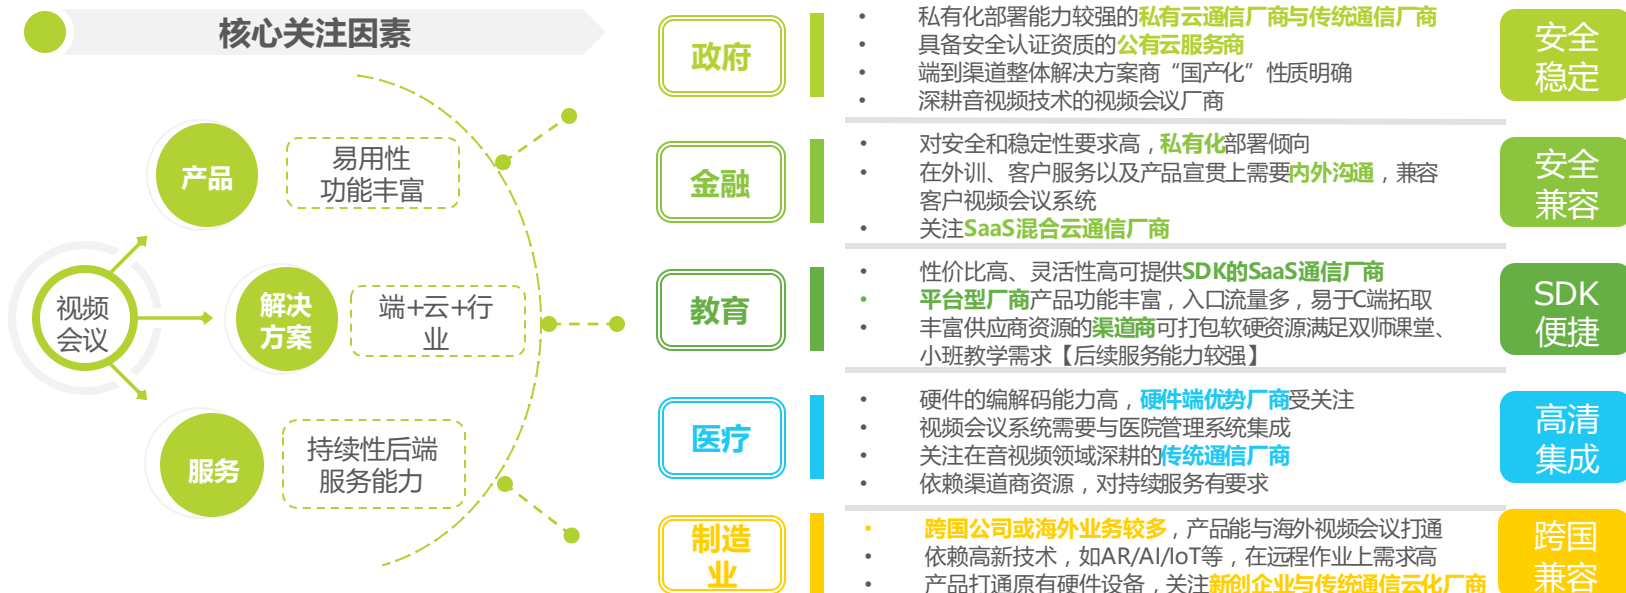 核心关注因素
视频
会议
产品
易用性
功能丰富
解决
方案
端+云+行
业
服务
持续性后端
服务能力
政府
• 私有化部署能力较强的私有云通信厂商与传统通信厂商
• 具备安全认证资质的公有云服务商
• 端到渠道整体解决方案商“国产化”性质明确
• 深耕音视频技术的视频会议厂商
安全
稳定
金融
• 对安全和稳定性要求高，私有化部署倾向
• 在外训、客户服务以及产品宣贯上需要内外沟通，兼容
客户视频会议系统
• 关注SaaS混合云通信厂商
安全
兼容
教育
• 性价比高、灵活性高可提供SDK的SaaS通信厂商
• 平台型厂商产品功能丰富，入口流量多，易于C端拓取
• 丰富供应商资源的渠道商可打包软硬资源满足双师课堂、
小班教学需求【后续服务能力较强】
SDK
便捷
医疗
• 硬件的编解码能力高，硬件端优势厂商受关注
• 视频会议系统需要与医院管理系统集成
• 关注在音视频领域深耕的传统通信厂商
• 依赖渠道商资源，对持续服务有要求
高清
集成
制造
业
• 跨国公司或海外业务较多，产品能与海外视频会议打通
• 依赖高新技术，如AR/AI/IoT等，在远程作业上需求高
• 产品打通原有硬件设备，关注新创企业与传统通信云化厂商
跨国
兼容